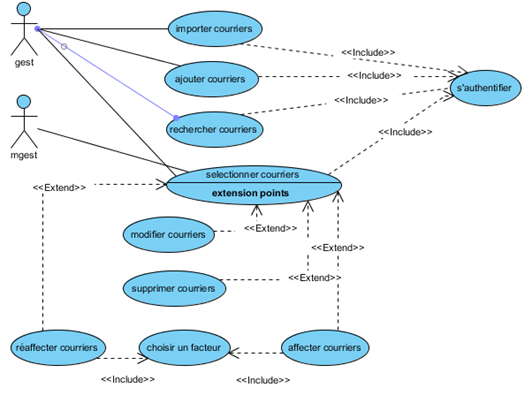 importer courriers
<<Include>>
gest
ajouter courriers
<<Include>>
s'authentifier
<<Include>>
rechercher courriers
<<Include>>
mgest
selectionner courriers
<<Extend>>
extension points
modifier courriers
<<Extend>>
<<Extend>>
supprimer courriers
<<Extend>>
réaffecter courriers
choisir un facteur
affecter courriers
<<Include>>
<<Include>>